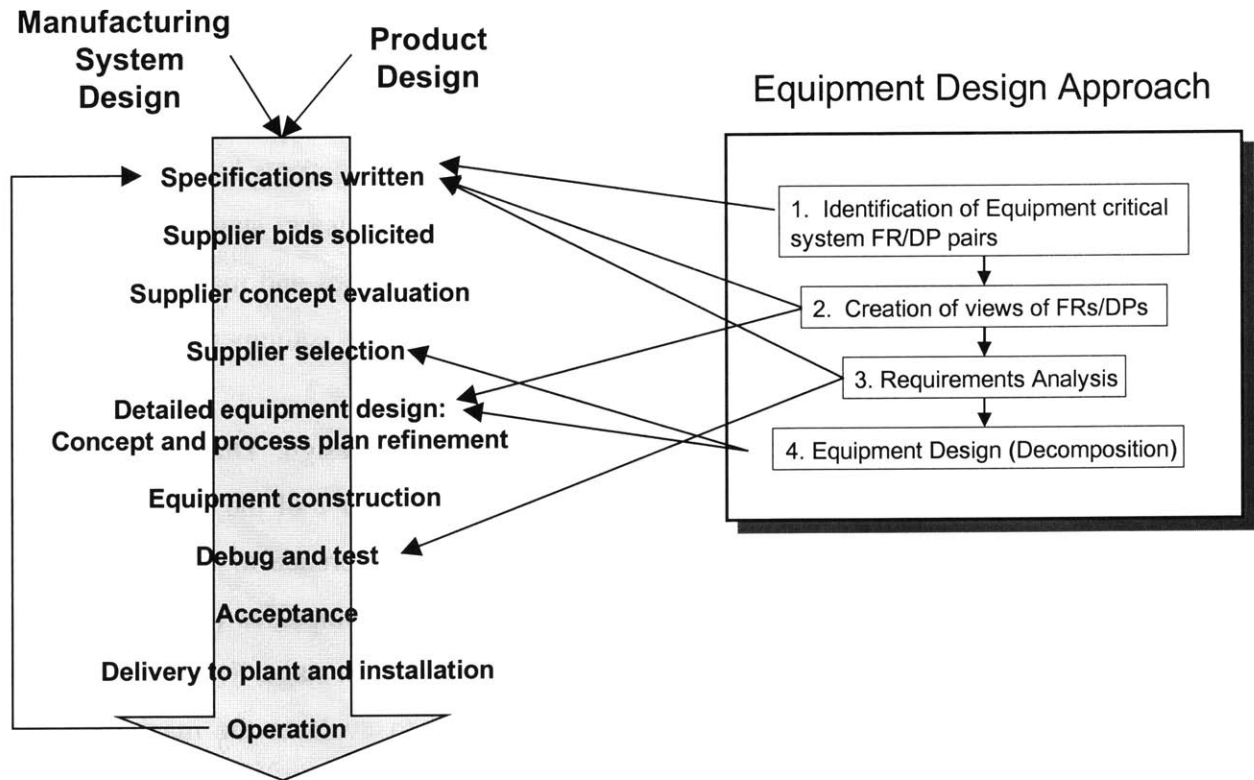 Manufacturing
System
Design
Product
Design
Specifications written
Supplier bids solicited
Supplier concept evaluation
Supplier selection
Detailed equipment design:
Concept and process plan refinement
Equipment construction
Debug and test
Acceptance
Delivery to plant and installation
Operation
Equipment Design Approach
1. Identification of Equipment critical
system FR/DP pairs
2. Creation of views of FRs/DPs
3. Requirements Analysis
4. Equipment Design (Decomposition)